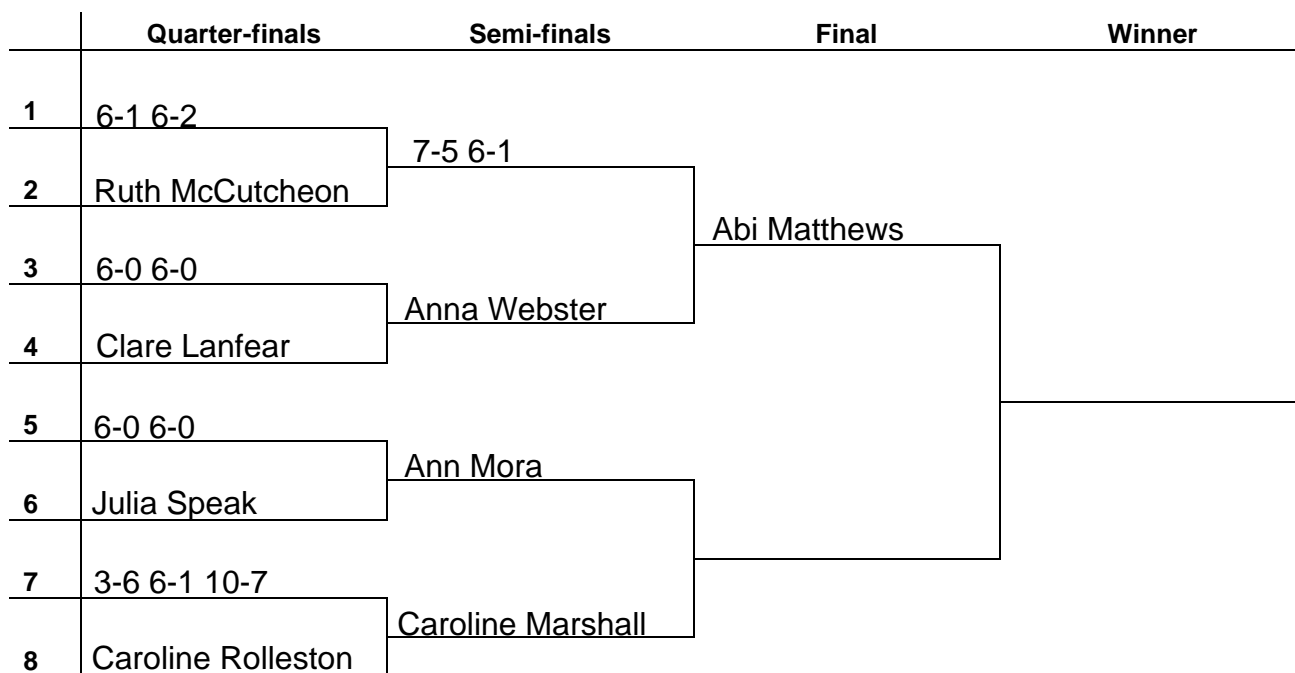 Quarter-finals Semi-finals Final Winner
1 6-1 6-2
7-5 6-1
2 Ruth McCutcheon
Abi Matthews
3 6-0 6-0
Anna Webster
4 Clare Lanfear
5 6-0 6-0
Ann Mora
6 Julia Speak
7 3-6 6-1 10-7
Caroline Marshall
8 Caroline Rolleston